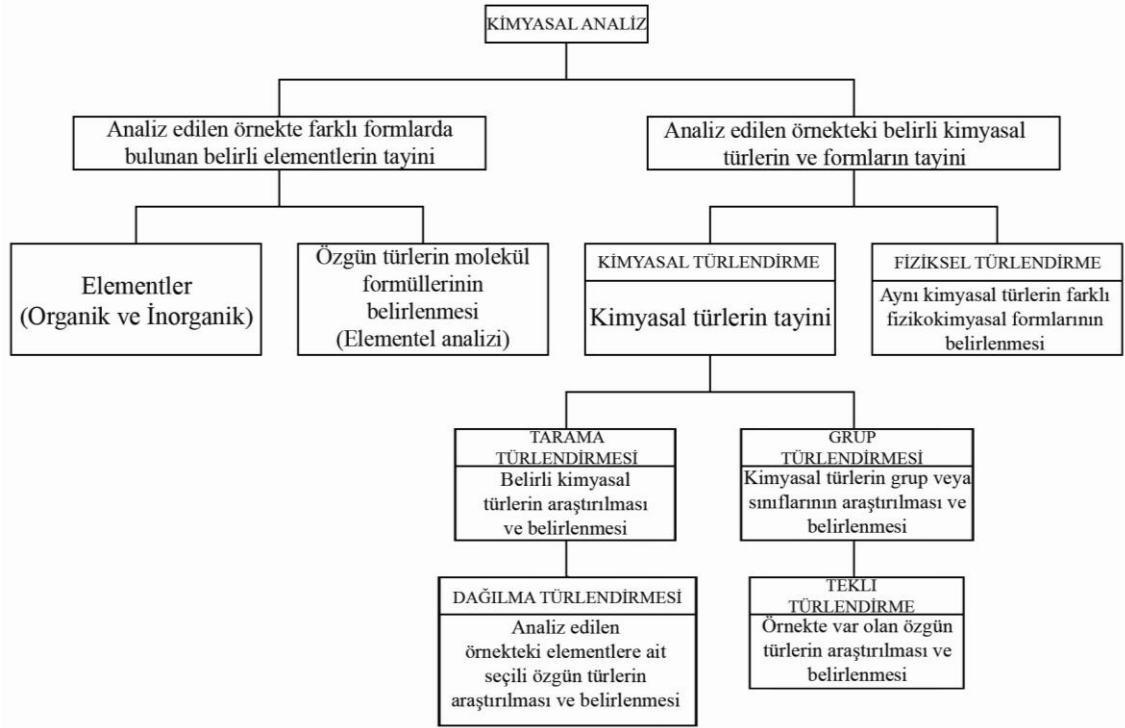 KİMYASAL ANALİZ
Analiz edilen örnekte farklı formlarda
bulunan belirli elementlerin tayini
Analiz edilen örnekteki belirli kimyasal
türlerin ve formların tayini
Elementler
(Organik ve İnorganik)
Özgün türlerin molekül
formüllerinin
belirlenmesi
(Elementel analizi)
KİMYASAL TÜRLENDİRME
Kimyasal türlerin tayini
FİZİKSEL TÜRLENDİRME
Aynı kimyasal türlerin farklı
fizikokimyasal formlarının
belirlenmesi
TARAMA
TÜRLENDİRMESİ
Belirli kimyasal
türlerin araştırılması
ve belirlenmesi
GRUP
TÜRLENDİRMESİ
Kimyasal türlerin grup veya
sınıflarının araştırılması ve
belirlenmesi
DAĞILMA TÜRLENDİRMESİ
Analiz edilen
örnekteki elementlere ait
seçili özgün türlerin
araştırılması ve belirlenmesi
TEKLI
TÜRLENDİRME
Örnekte var olan özgün
türlerin araştırılması ve
belirlenmesi